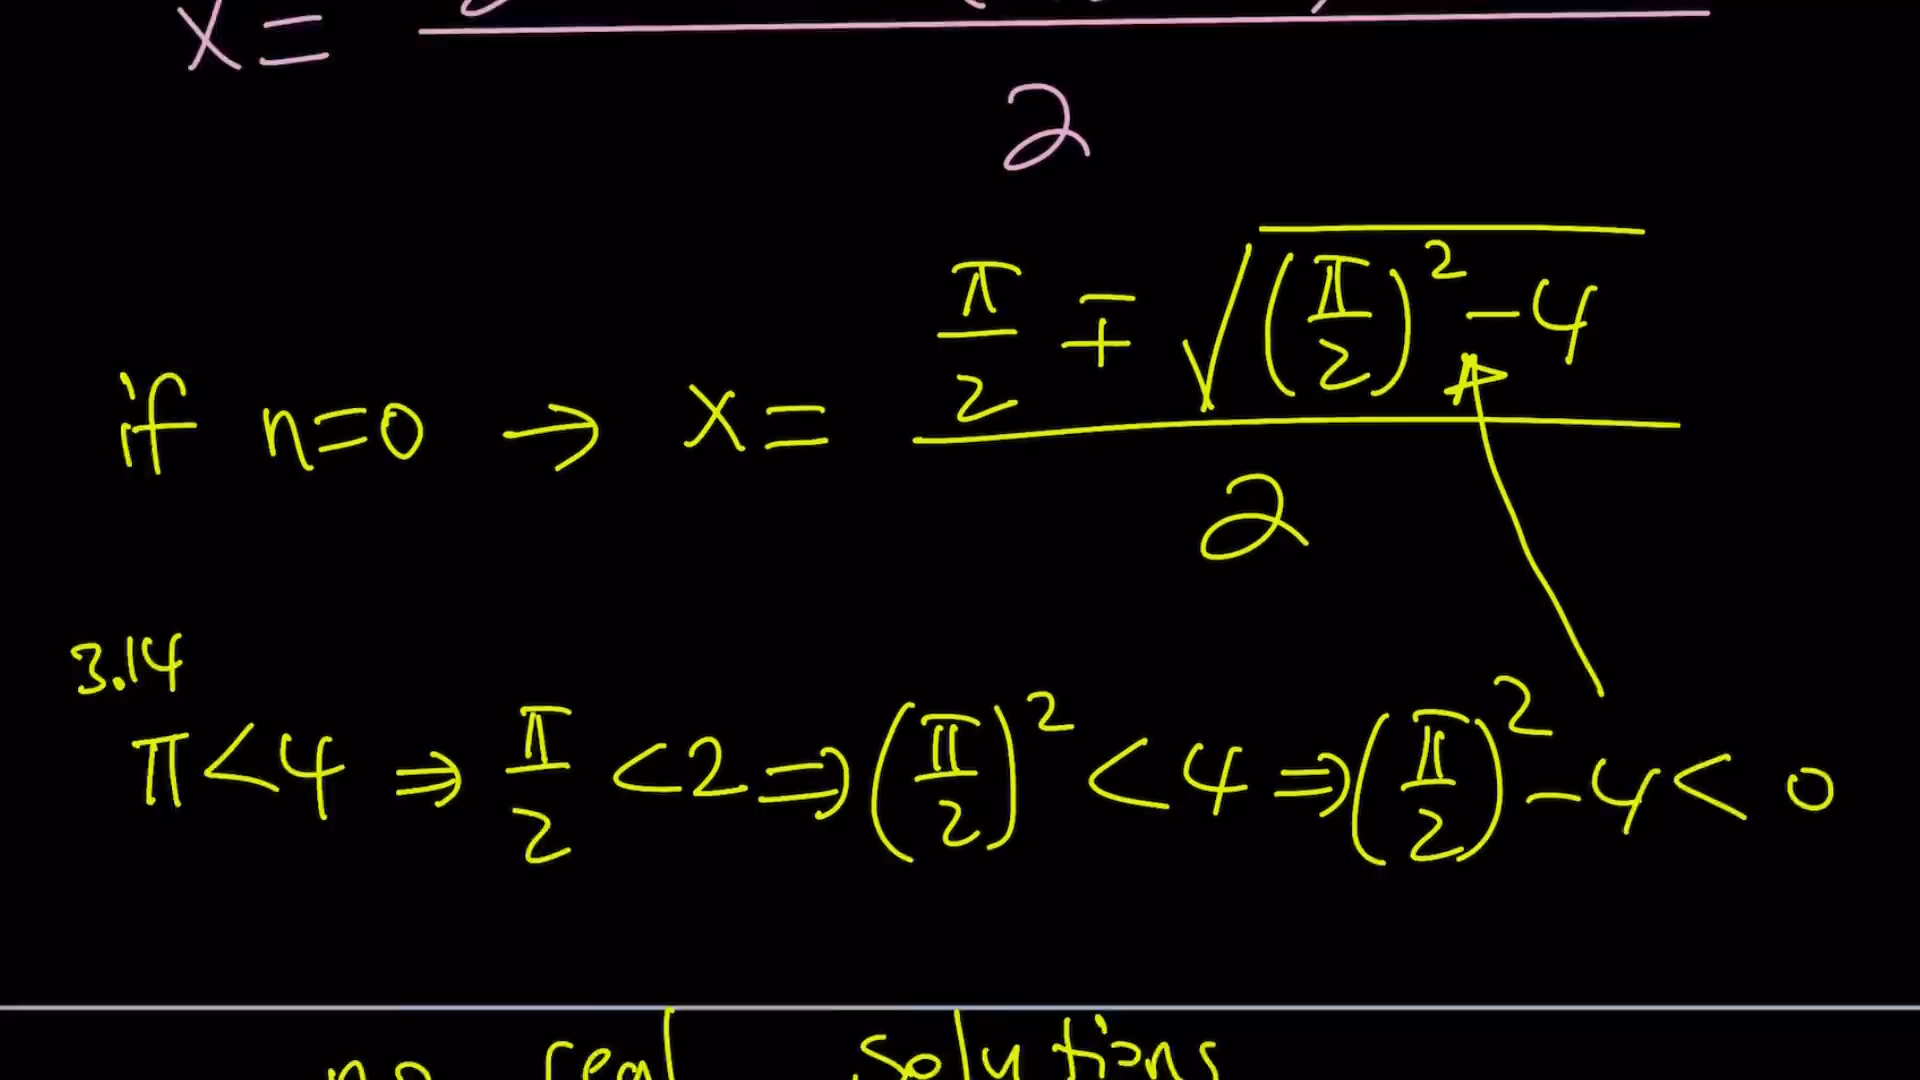 x = ―― 2
if n=0 → x = (π/2 ∓ √((π/2)² - 4)) / 2
3.14
π < 4 ⇒ π/2 < 2 ⇒ (π/2)² < 4 ⇒ (π/2)² - 4 < 0
no real solutions